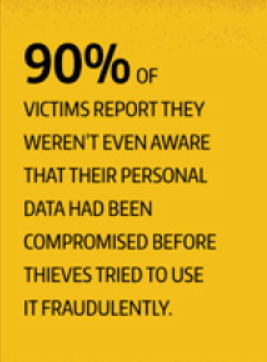 90% OF
VICTIMS REPORT THEY
WEREN'T EVEN AWARE
THAT THEIR PERSONAL
DATA HAD BEEN
COMPROMISED BEFORE
THIEVES TRIED TO USE
IT FRAUDULENTLY.